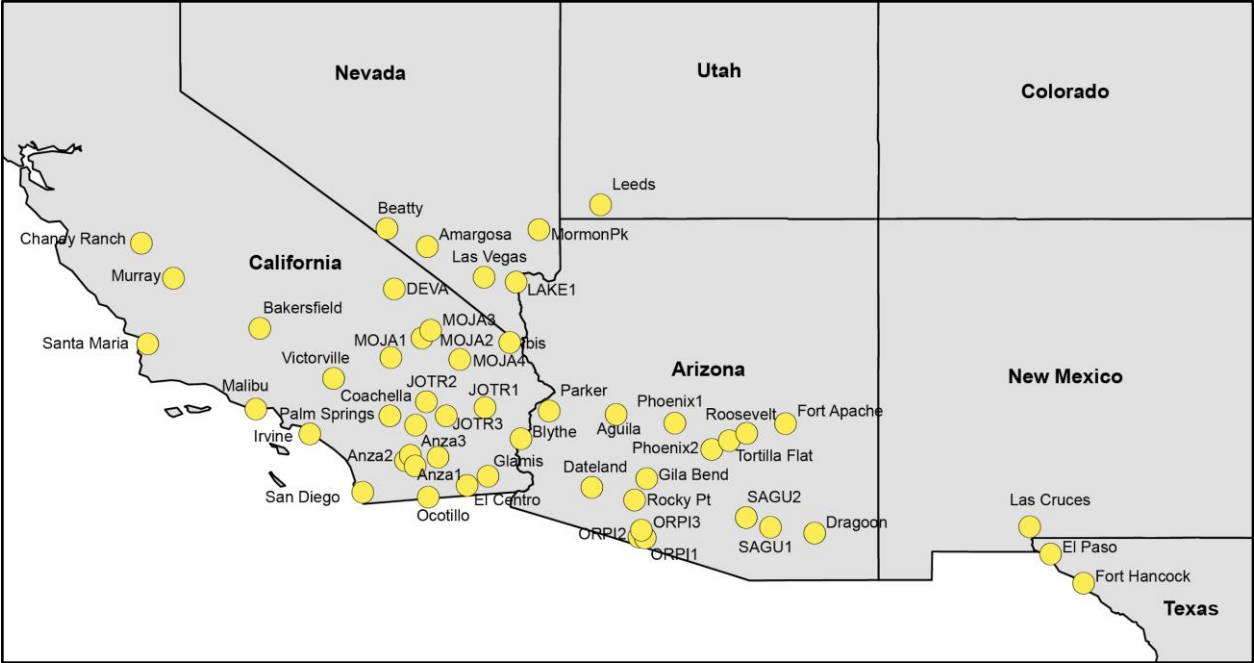 Nevada
Utah
Colorado
Leeds
Beatty
Chaney Ranch
Amargosa
MormonPk
Las Vegas
California
Murray
DEVA
LAKE1
Bakersfield
MOJA3
Santa Maria
MOJA1
MOJA2
Ibis
Victorville
MOJA4
Arizona
New Mexico
Malibu
Coachella
JOTR2
JOTR1
Parker
Palm Springs
Phoenix1
Roosevelt
Fort Apache
Irvine
JOTR3
Blythe
Aguila
Anza3
Phoenix2
Tortilla Flat
Anza2
Anza1
Glamis
Dateland
Gila Bend
San Diego
El Centro
Rocky Pt
SAGU2
Las Cruces
Ocotillo
ORPI3
Dragoon
ORPI2
SAGU1
El Paso
ORPI1
Fort Hancock
Texas